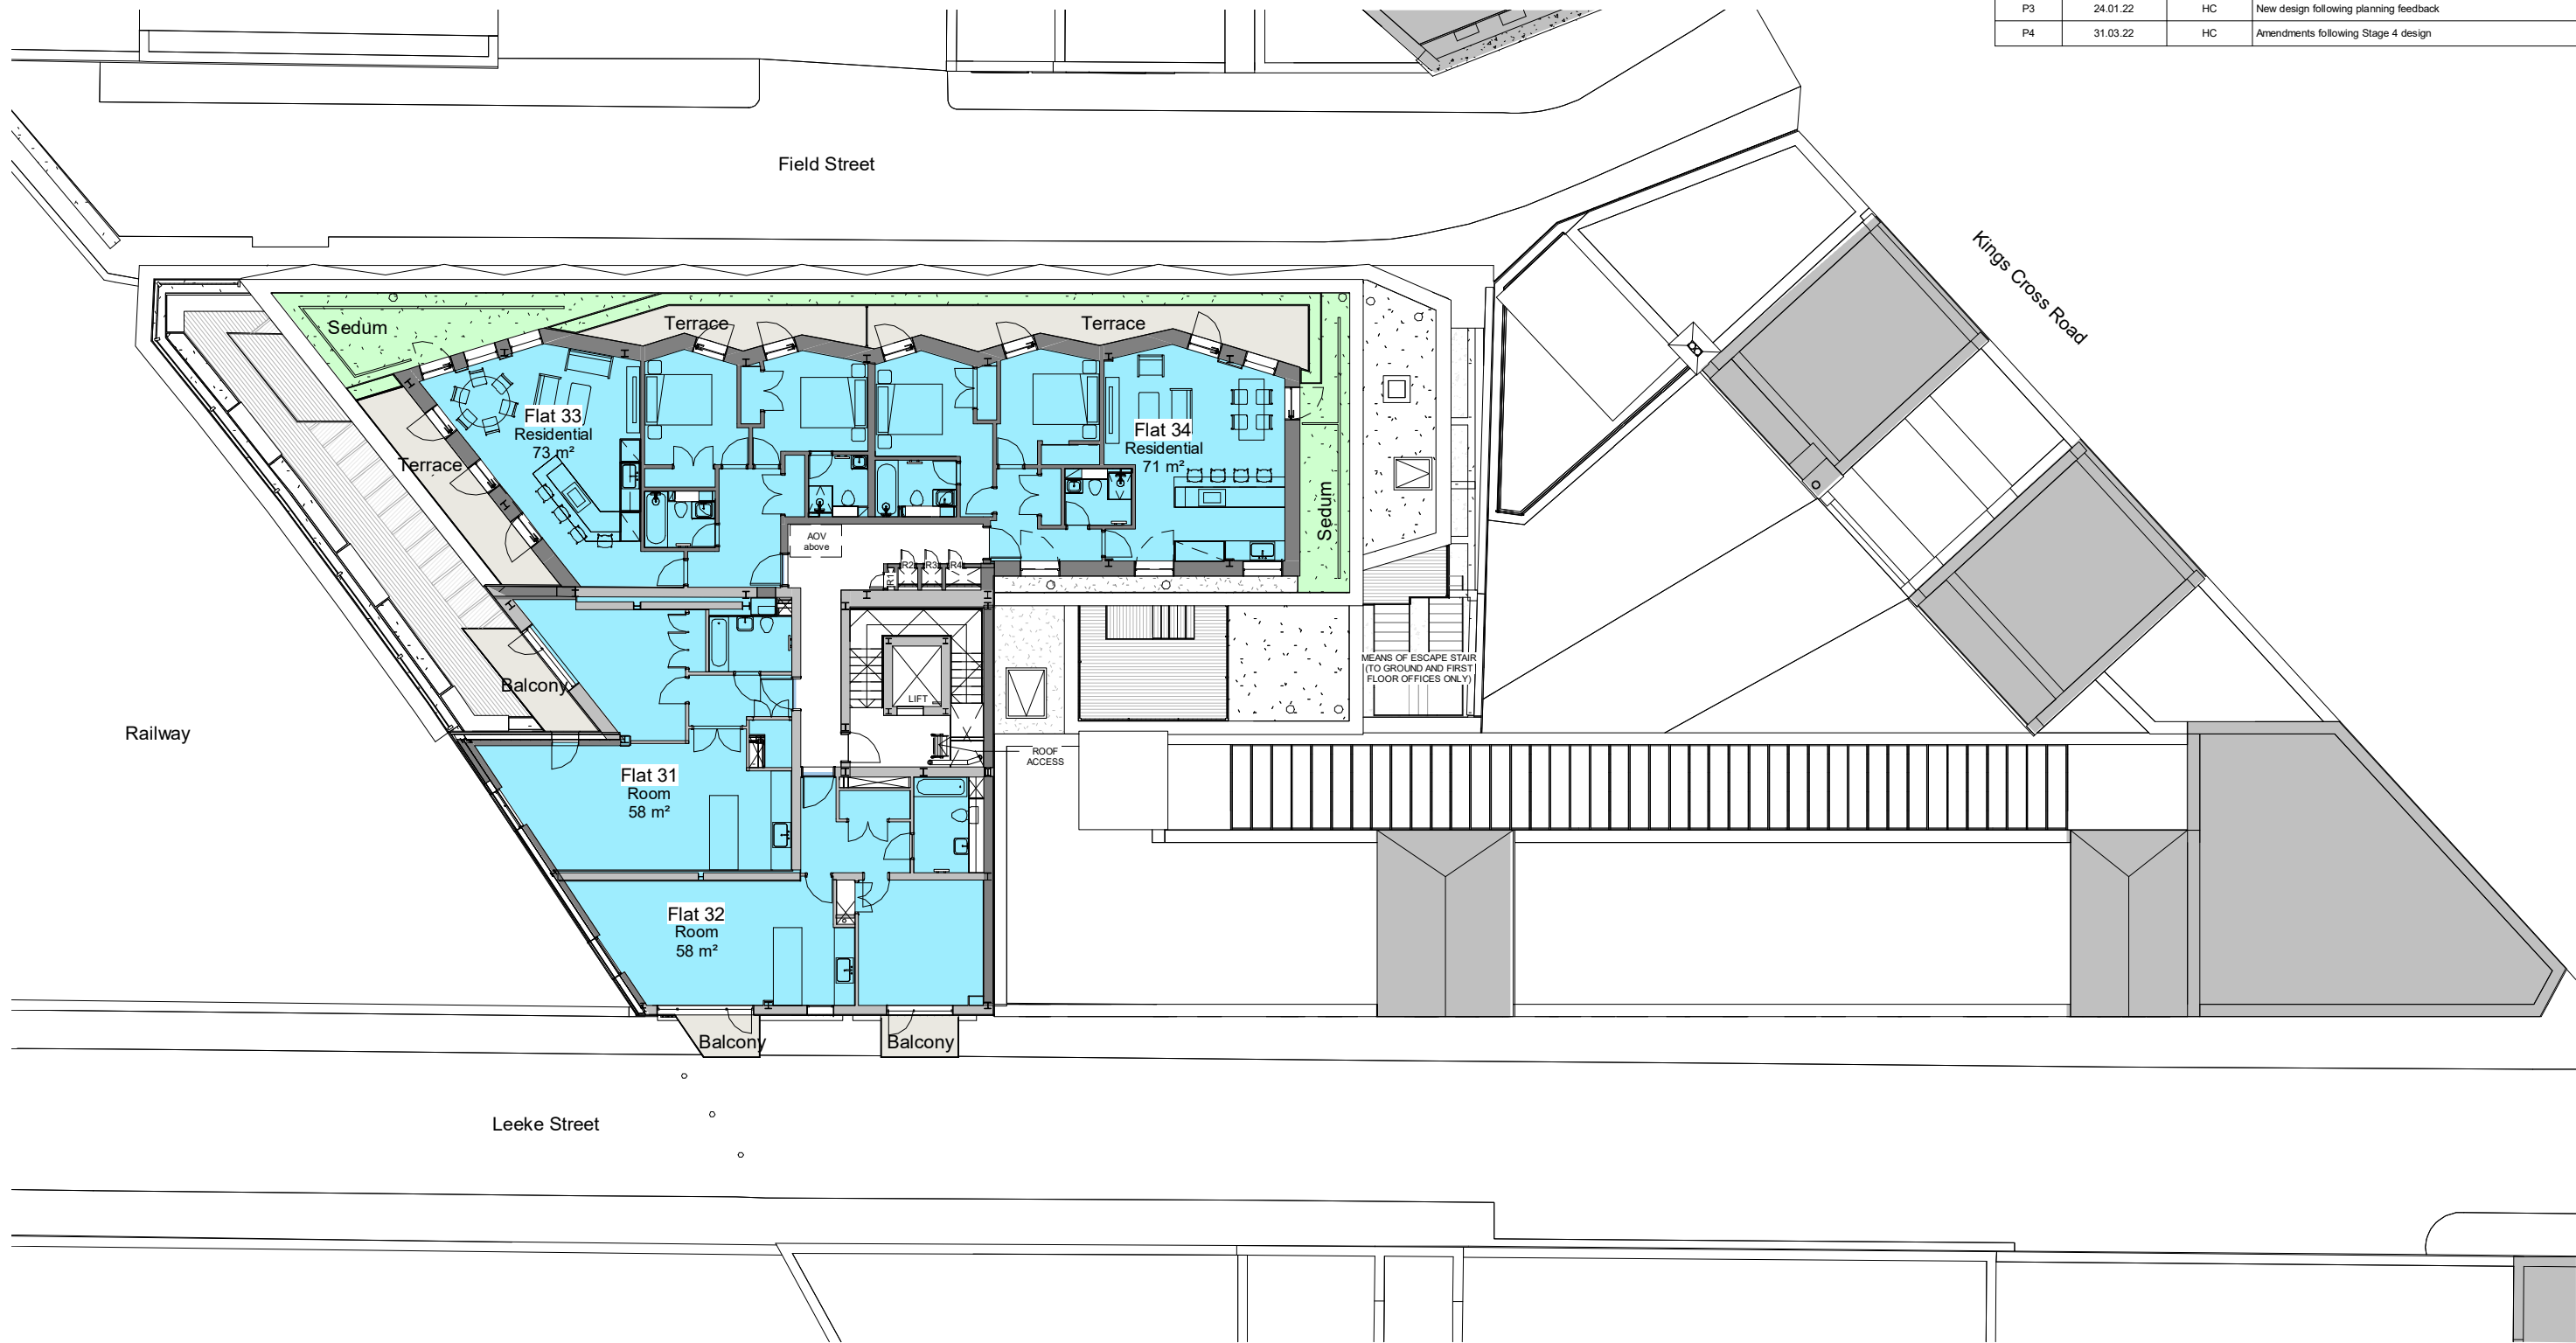 P3 24.01.22 HC New design following planning feedback
P4 31.03.22 HC Amendments following Stage 4 design
Field Street
Kings Cross Road
Sedum
Terrace
Terrace
Flat 33
Residential
73 m²
Flat 34
Residential
71 m²
Terrace
Sedum
AOV
above
R1
R2
R3
R4
MEANS OF ESCAPE STAIR
(TO GROUND AND FIRST
FLOOR OFFICES ONLY)
Balcony
LIFT
Railway
ROOF
ACCESS
Flat 31
Room
58 m²
Flat 32
Room
58 m²
Balcony
Balcony
Leeke Street